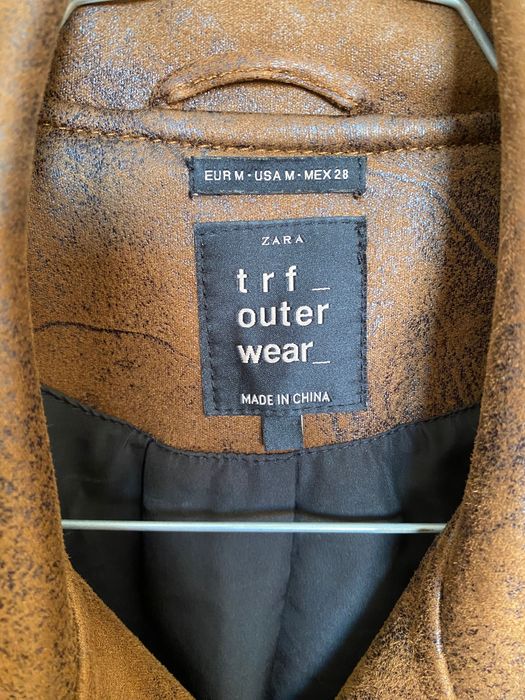 EUR M - USA M - MEX 28
ZARA
trf_
outer
wear_
MADE IN CHINA